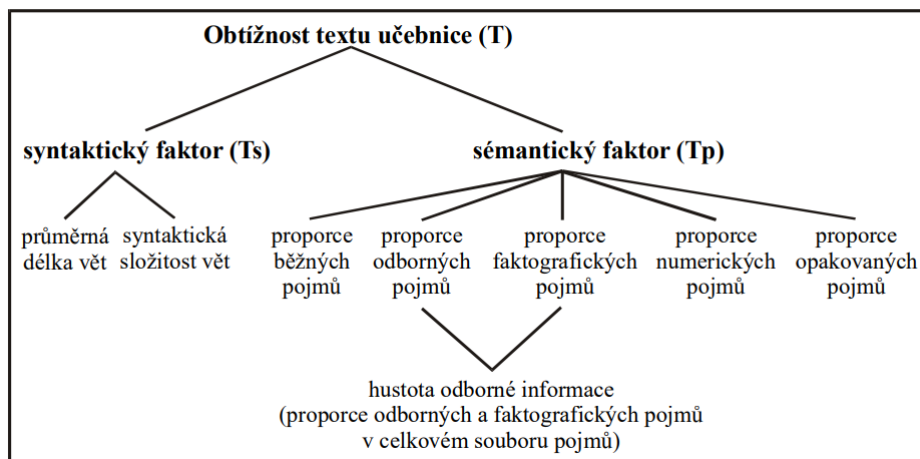 Obtížnost textu učebnice (T)
syntaktický faktor (Ts)
sémantický faktor (Tp)
průměrná
délka vět
syntaktická
složitost vět
proporce
běžných
pojmů
proporce
odborných
pojmů
proporce
faktografických
pojmů
proporce
numerických
pojmů
proporce
opakovaných
pojmů
hustota odborné informace
(proporce odborných a faktografických pojmů
v celkovém souboru pojmů)